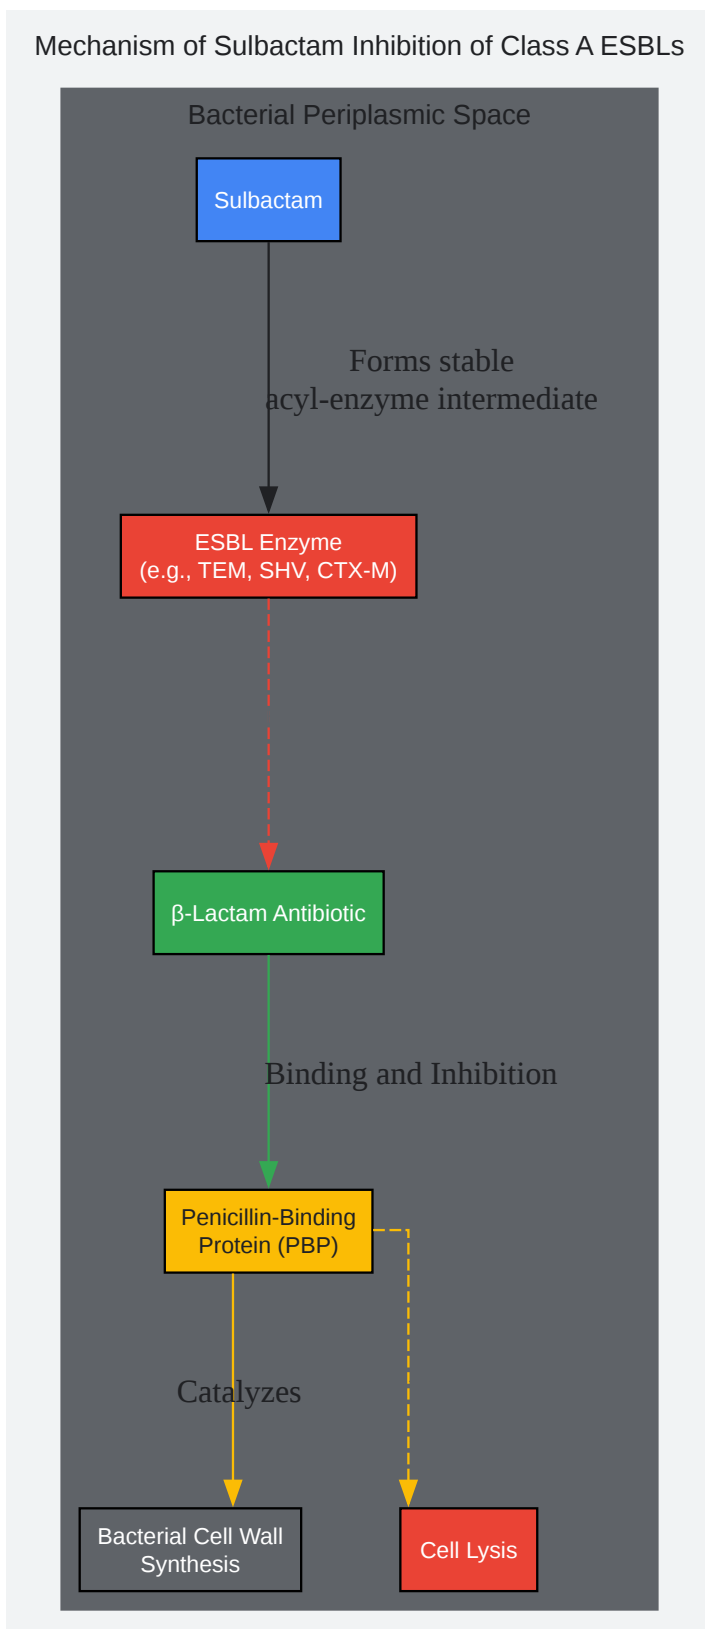 Mechanism of Sulbactam Inhibition of Class A ESBLs
Bacterial Periplasmic Space
Sulbactam
Forms stable
acyl-enzyme intermediate
ESBL Enzyme
(e.g., TEM, SHV, CTX-M)
β-Lactam Antibiotic
Binding and Inhibition
Penicillin-Binding
Protein (PBP)
Catalyzes
Bacterial Cell Wall
Synthesis
Cell Lysis